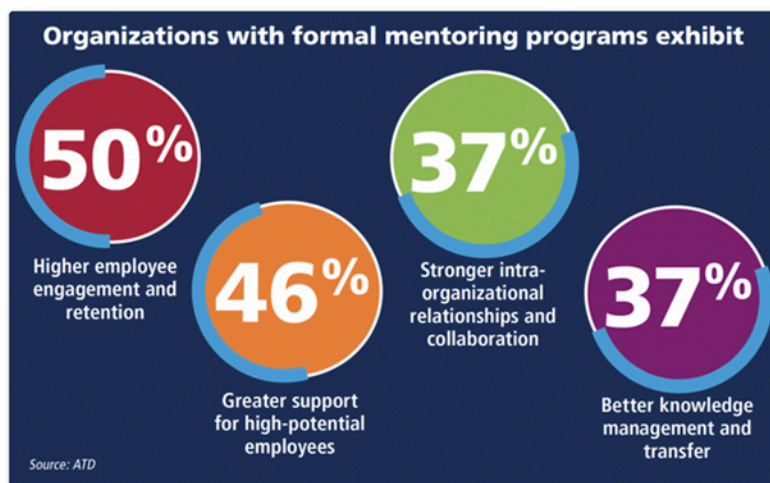 Organizations with formal mentoring programs exhibit
50%
Higher employee
engagement and
retention
46%
Greater support
for high-potential
employees
37%
Stronger intra-
organizational
relationships and
collaboration
37%
Better knowledge
management and
transfer
Source: ATD